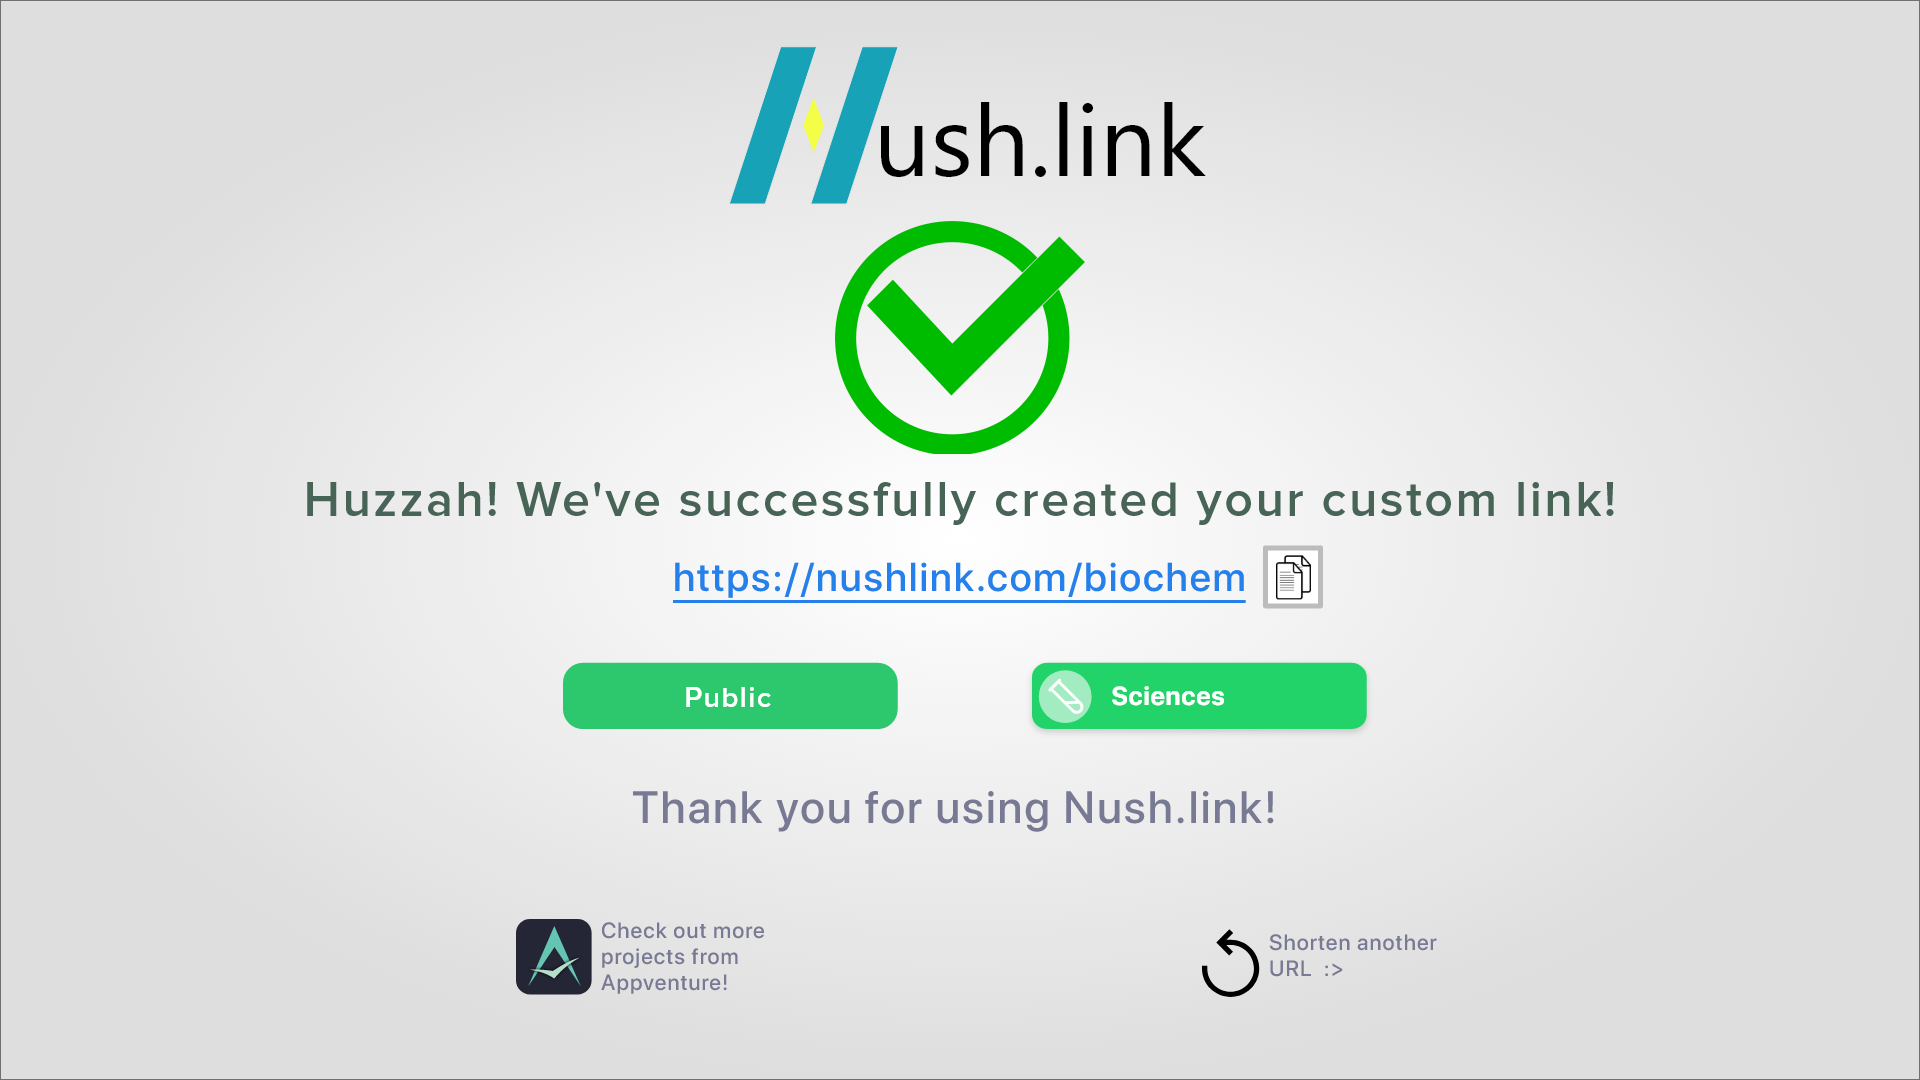 Nush.link
Huzzah! We've successfully created your custom link!
https://nushlink.com/biochem
Public
Sciences
Thank you for using Nush.link!
Check out more
projects from
Appventure!
Shorten another
URL :>